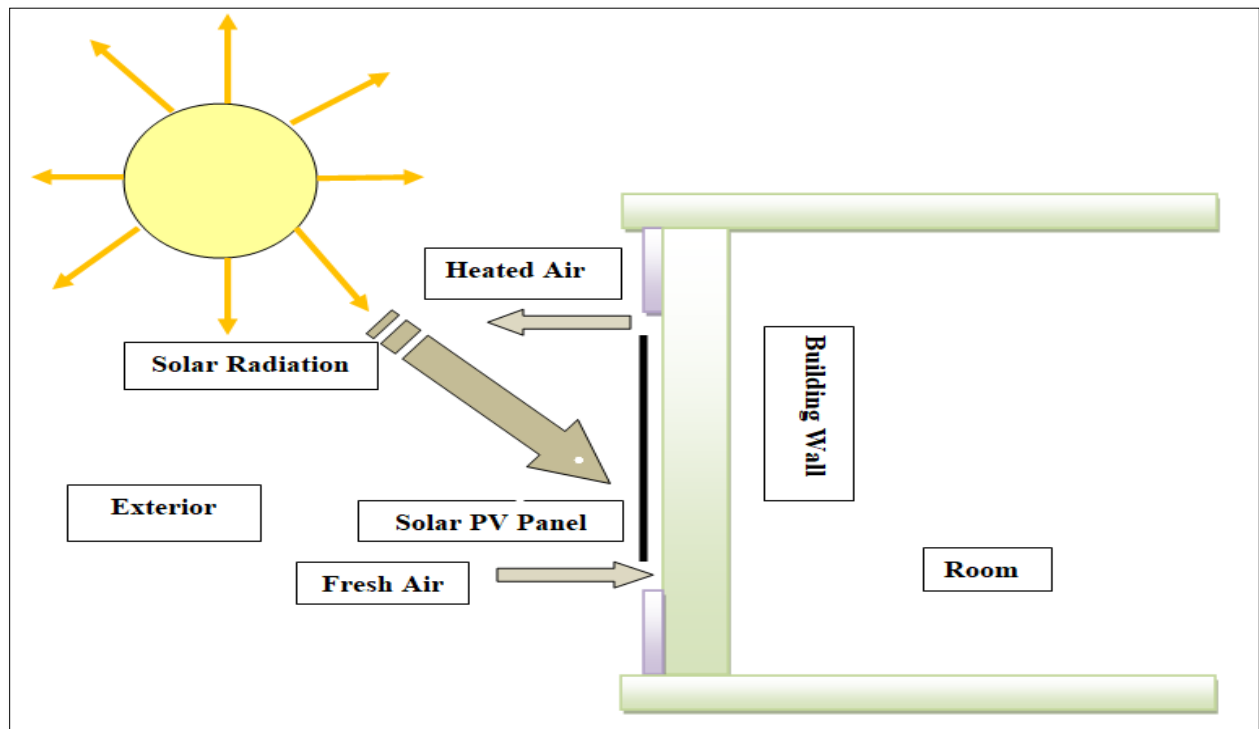 Heated Air
Solar Radiation
Building Wall
Exterior
Solar PV Panel
Fresh Air
Room